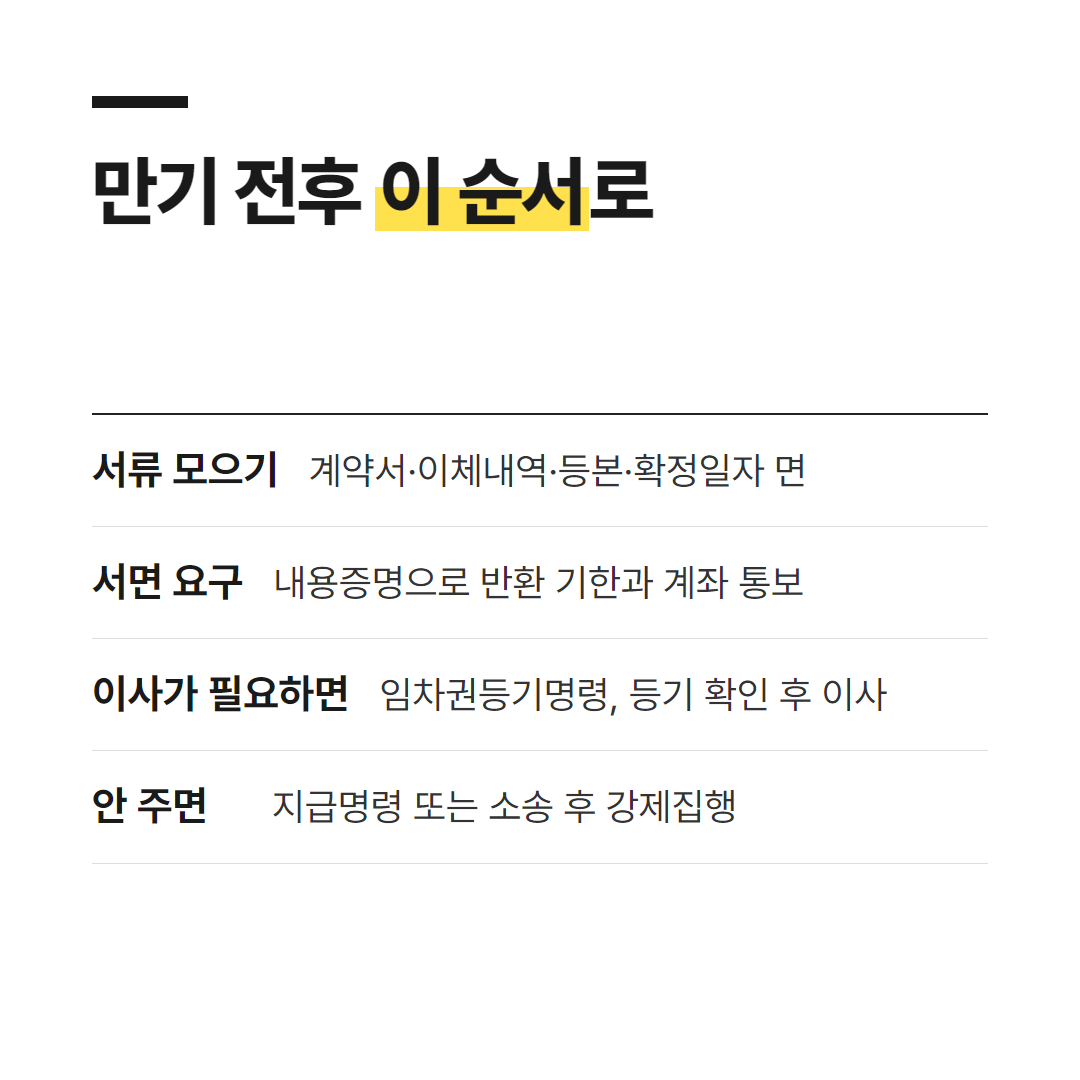 만기 전후 이 순서로
서류 모으기 계약서·이체내역·등본·확정일자 면
서면 요구 내용증명으로 반환 기한과 계좌 통보
이사가 필요하면 임차권등기명령, 등기 확인 후 이사
안 주면 지급명령 또는 소송 후 강제집행